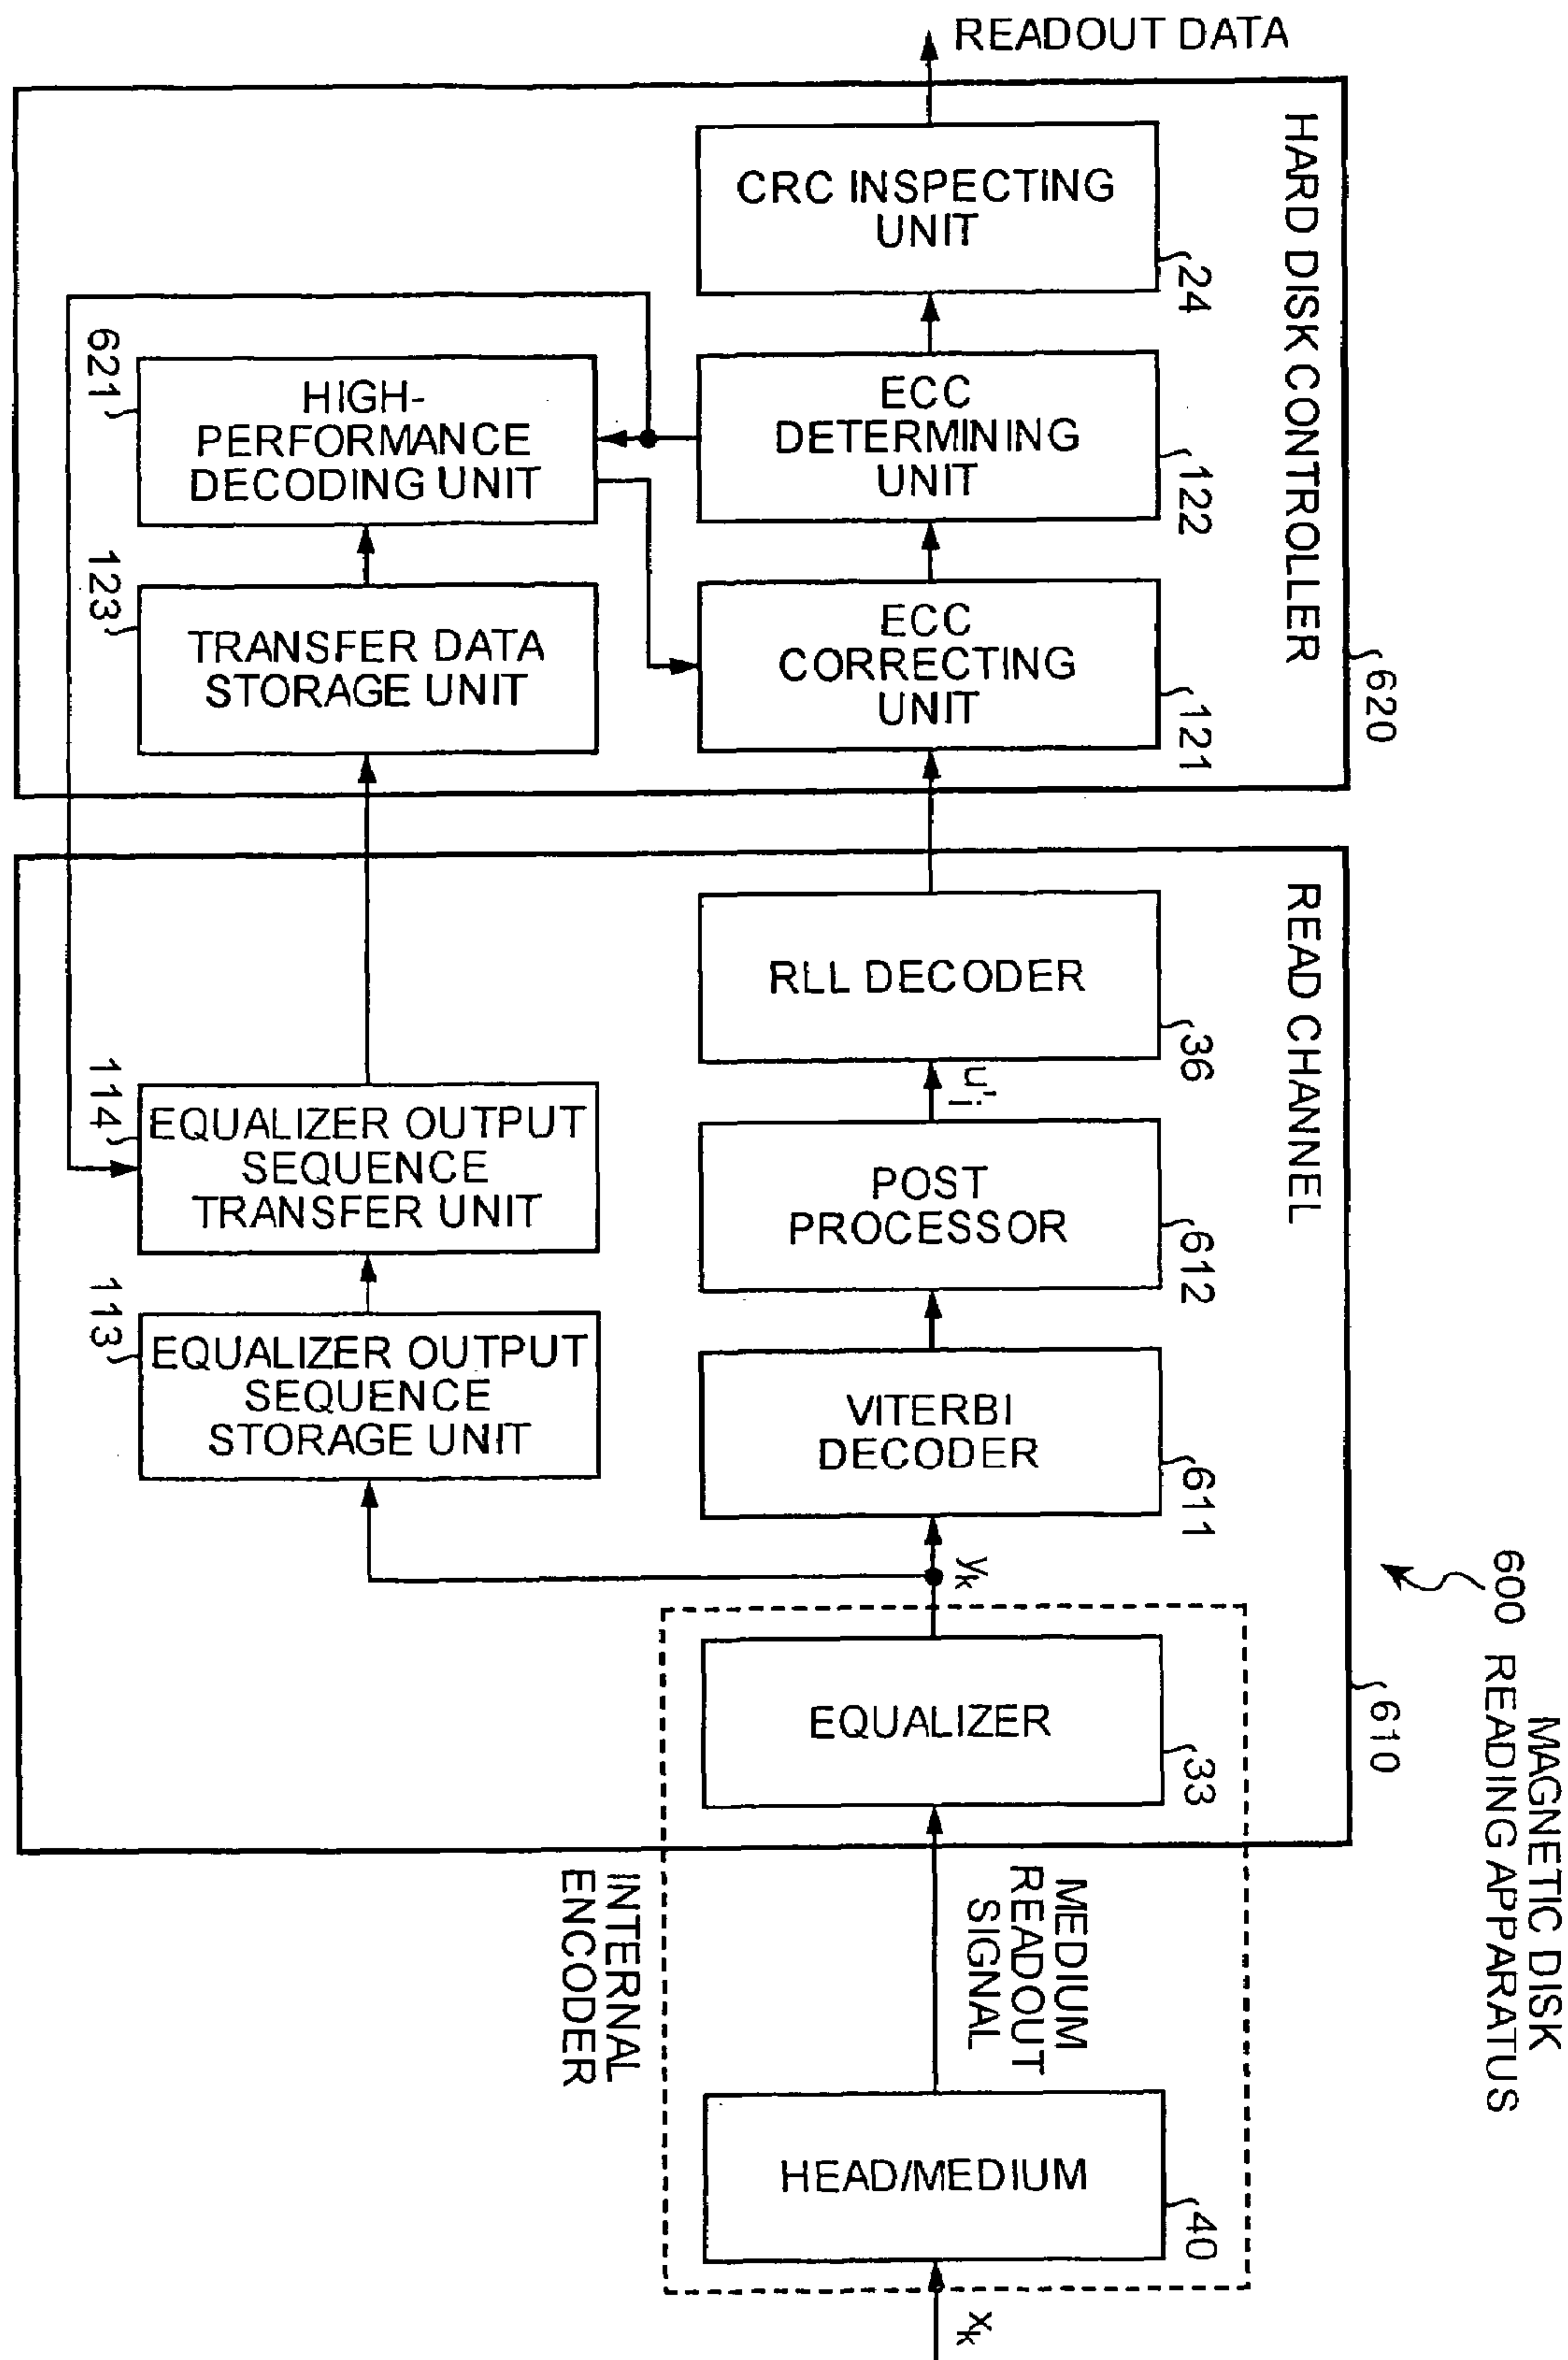 MAGNETIC DISK
READING APPARATUS
600
READOUT DATA
HARD DISK CONTROLLER
620
CRC INSPECTING
UNIT
24
ECC
DETERMINING
UNIT
122
ECC
CORRECTING
UNIT
121
HIGH-
PERFORMANCE
DECODING UNIT
621
TRANSFER DATA
STORAGE UNIT
123
READ CHANNEL
610
RLL DECODER
36
u'i
POST
PROCESSOR
612
VITERBI
DECODER
611
yk
EQUALIZER OUTPUT
SEQUENCE
TRANSFER UNIT
114
EQUALIZER OUTPUT
SEQUENCE
STORAGE UNIT
113
EQUALIZER
33
MEDIUM
READOUT
SIGNAL
INTERNAL
ENCODER
HEAD/MEDIUM
40
xk